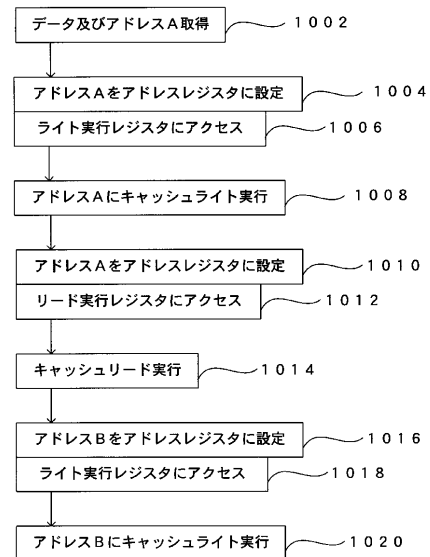 データ及びアドレスA取得 1002
アドレスAをアドレスレジスタに設定 1004
ライト実行レジスタにアクセス 1006
アドレスAにキャッシュライト実行 1008
アドレスAをアドレスレジスタに設定 1010
リード実行レジスタにアクセス 1012
キャッシュリード実行 1014
アドレスBをアドレスレジスタに設定 1016
ライト実行レジスタにアクセス 1018
アドレスBにキャッシュライト実行 1020